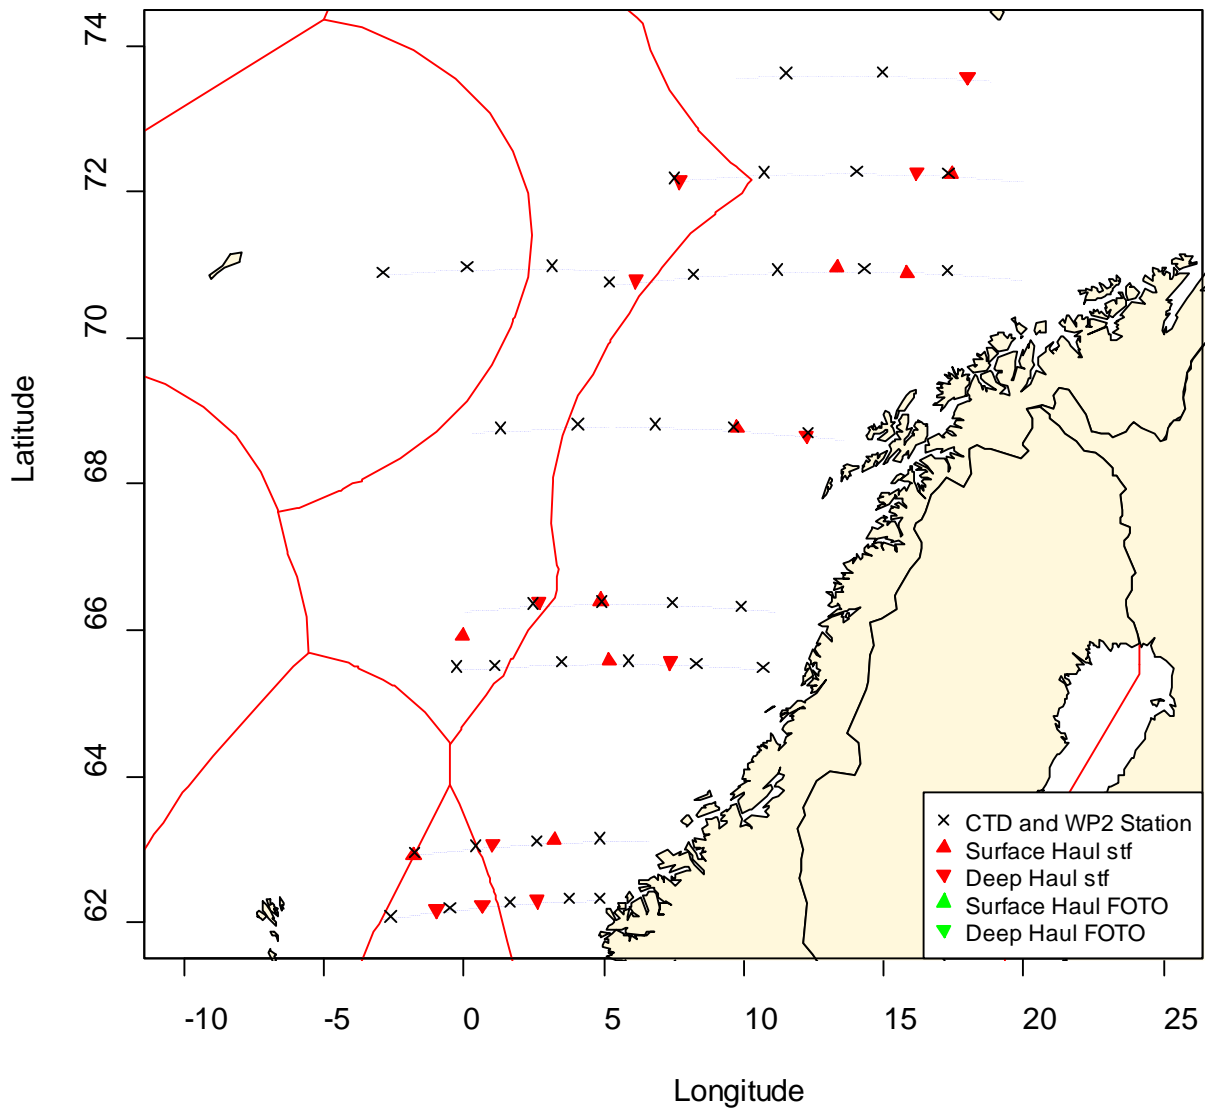 74
72
70
68
66
64
62
Latitude
CTD and WP2 Station
Surface Haul stf
Deep Haul stf
Surface Haul FOTO
Deep Haul FOTO
-10 -5 0 5 10 15 20 25
Longitude